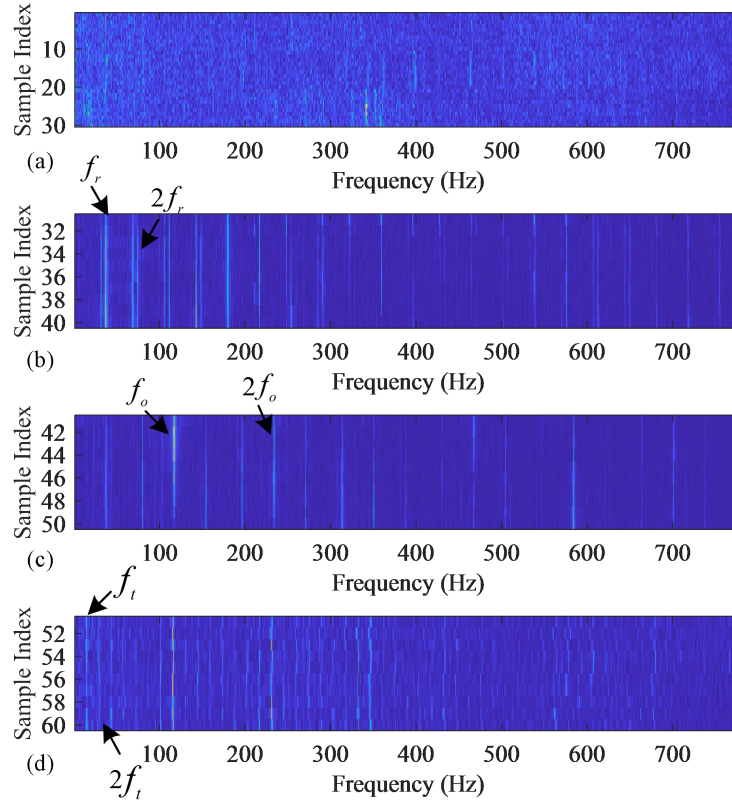 Sample Index
10
20
30
100 200 300 400 500 600 700
(a)
Frequency (Hz)
f_r
2f_r
Sample Index
32
34
36
38
40
100 200 300 400 500 600 700
(b)
Frequency (Hz)
f_o
2f_o
Sample Index
42
44
46
48
50
100 200 300 400 500 600 700
(c)
Frequency (Hz)
f_t
Sample Index
52
54
56
58
60
100 200 300 400 500 600 700
2f_t
(d)
Frequency (Hz)